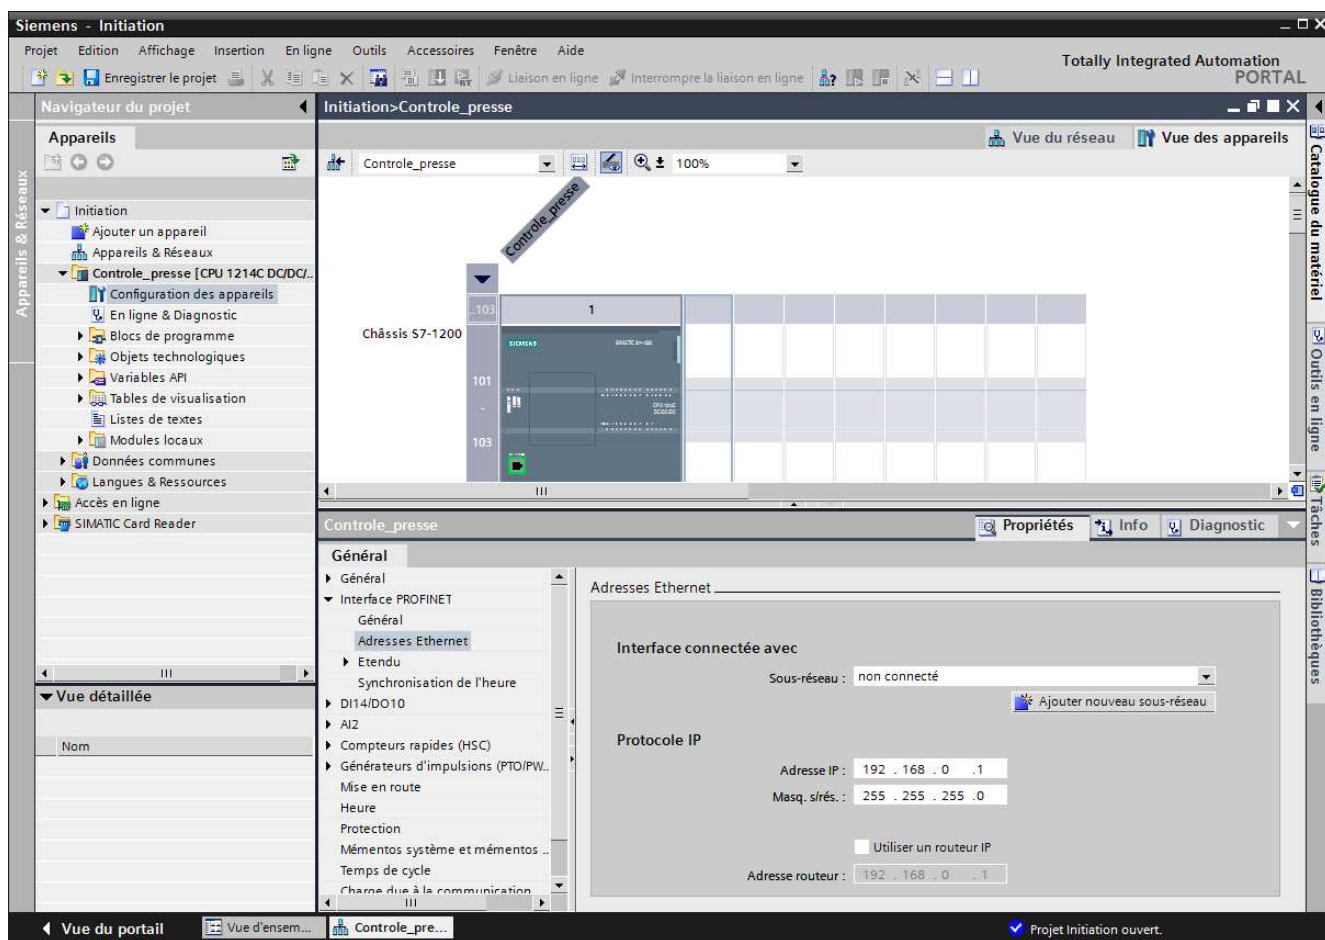 Siemens - Initiation
Projet Edition Affichage Insertion En ligne Outils Accessoires Fenêtre Aide
Totally Integrated Automation
PORTAL
Enregistrer le projet Liaison en ligne Interrompre la liaison en ligne
Navigateur du projet
Initiation>Controle_presse
Appareils
Vue du réseau Vue des appareils
Controle_presse 100%
Appareils & Réseaux
Initiation
Ajouter un appareil
Appareils & Réseaux
Controle_presse [CPU 1214C DC/DC/..
Configuration des appareils
En ligne & Diagnostic
Blocs de programme
Objets technologiques
Variables API
Tables de visualisation
Listes de textes
Modules locaux
Données communes
Langues & Ressources
Accès en ligne
SIMATIC Card Reader
Vue détaillée
Nom
Controle_presse
..103 1
Châssis S7-1200
SIEMENS
101
-
103
Catalogue du matériel
Outils en ligne
Tâches
Bibliothèques
Controle_presse
Propriétés Info Diagnostic
Général
Général
Interface PROFINET
Général
Adresses Ethernet
Etendu
Synchronisation de l'heure
DI14/DO10
AI2
Compteurs rapides (HSC)
Générateurs d'impulsions (PTO/PW..
Mise en route
Heure
Protection
Mémentos système et mémentos ..
Temps de cycle
Charge due à la communication
Adresses Ethernet
Interface connectée avec
Sous-réseau : non connecté
Ajouter nouveau sous-réseau
Protocole IP
Adresse IP : 192 . 168 . 0 .1
Masq. s/rés. : 255 . 255 . 255 .0
Utiliser un routeur IP
Adresse routeur : 192 . 168 . 0 . 1
Vue du portail Vue d'ensem... Controle_pre... Projet Initiation ouvert.